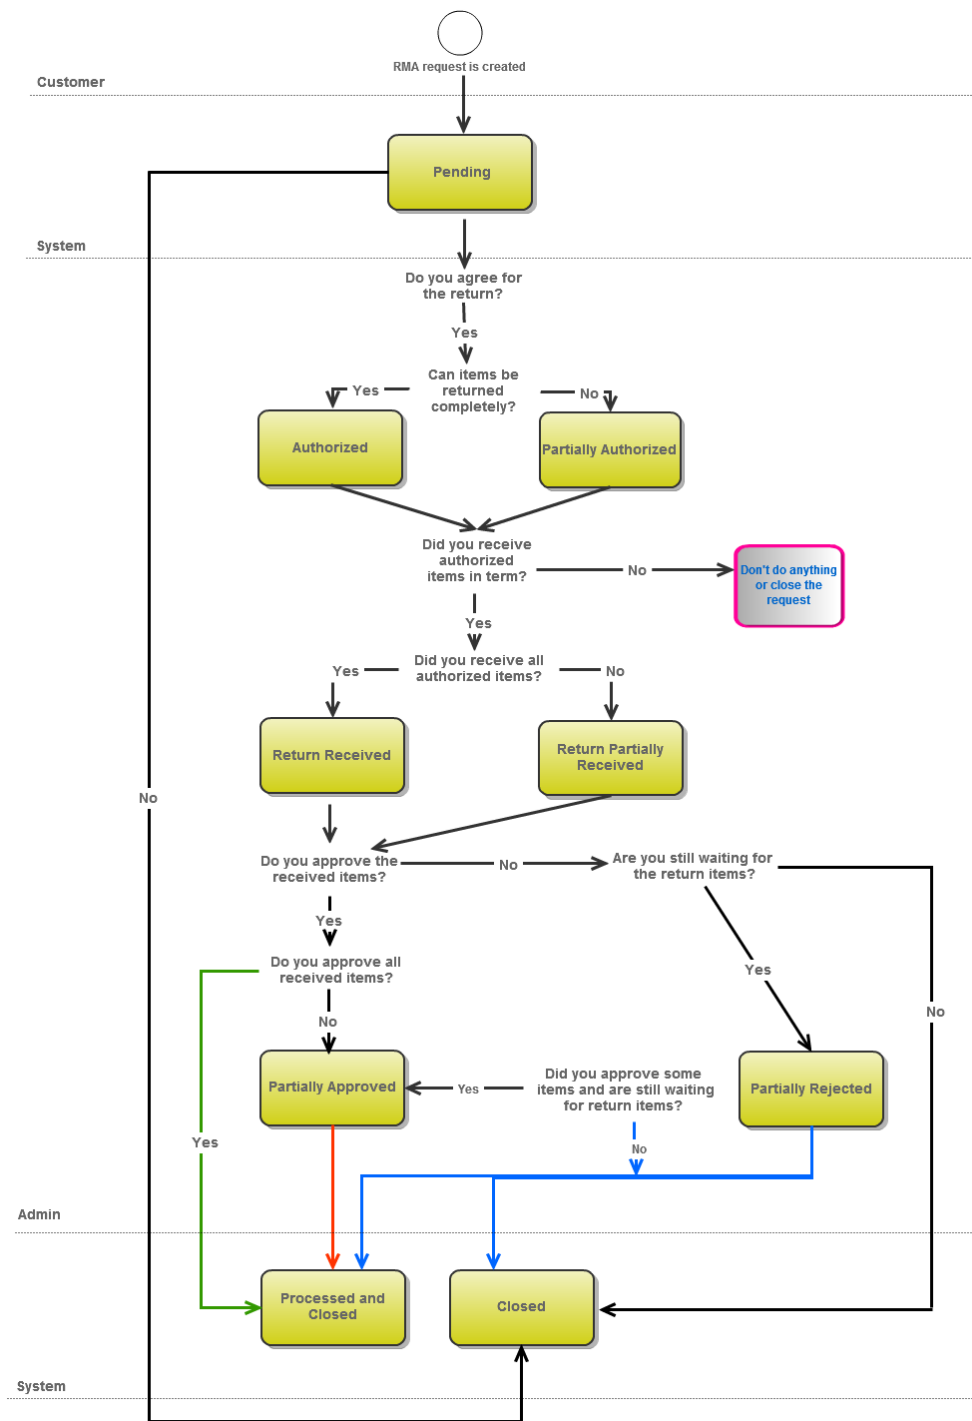 RMA request is created
Customer
Pending
System
Do you agree for
the return?
Yes
Can items be
returned
completely?
Yes
No
Authorized
Partially Authorized
Did you receive
authorized
items in term?
No
Don't do anything
or close the
request
Yes
Did you receive all
authorized items?
Yes
No
Return Received
Return Partially
Received
No
Do you approve the
received items?
No
Are you still waiting for
the return items?
Yes
Do you approve all
received items?
Yes
No
No
Partially Approved
Yes
Did you approve some
items and are still waiting
for return items?
Partially Rejected
Yes
No
Admin
Processed and
Closed
Closed
System